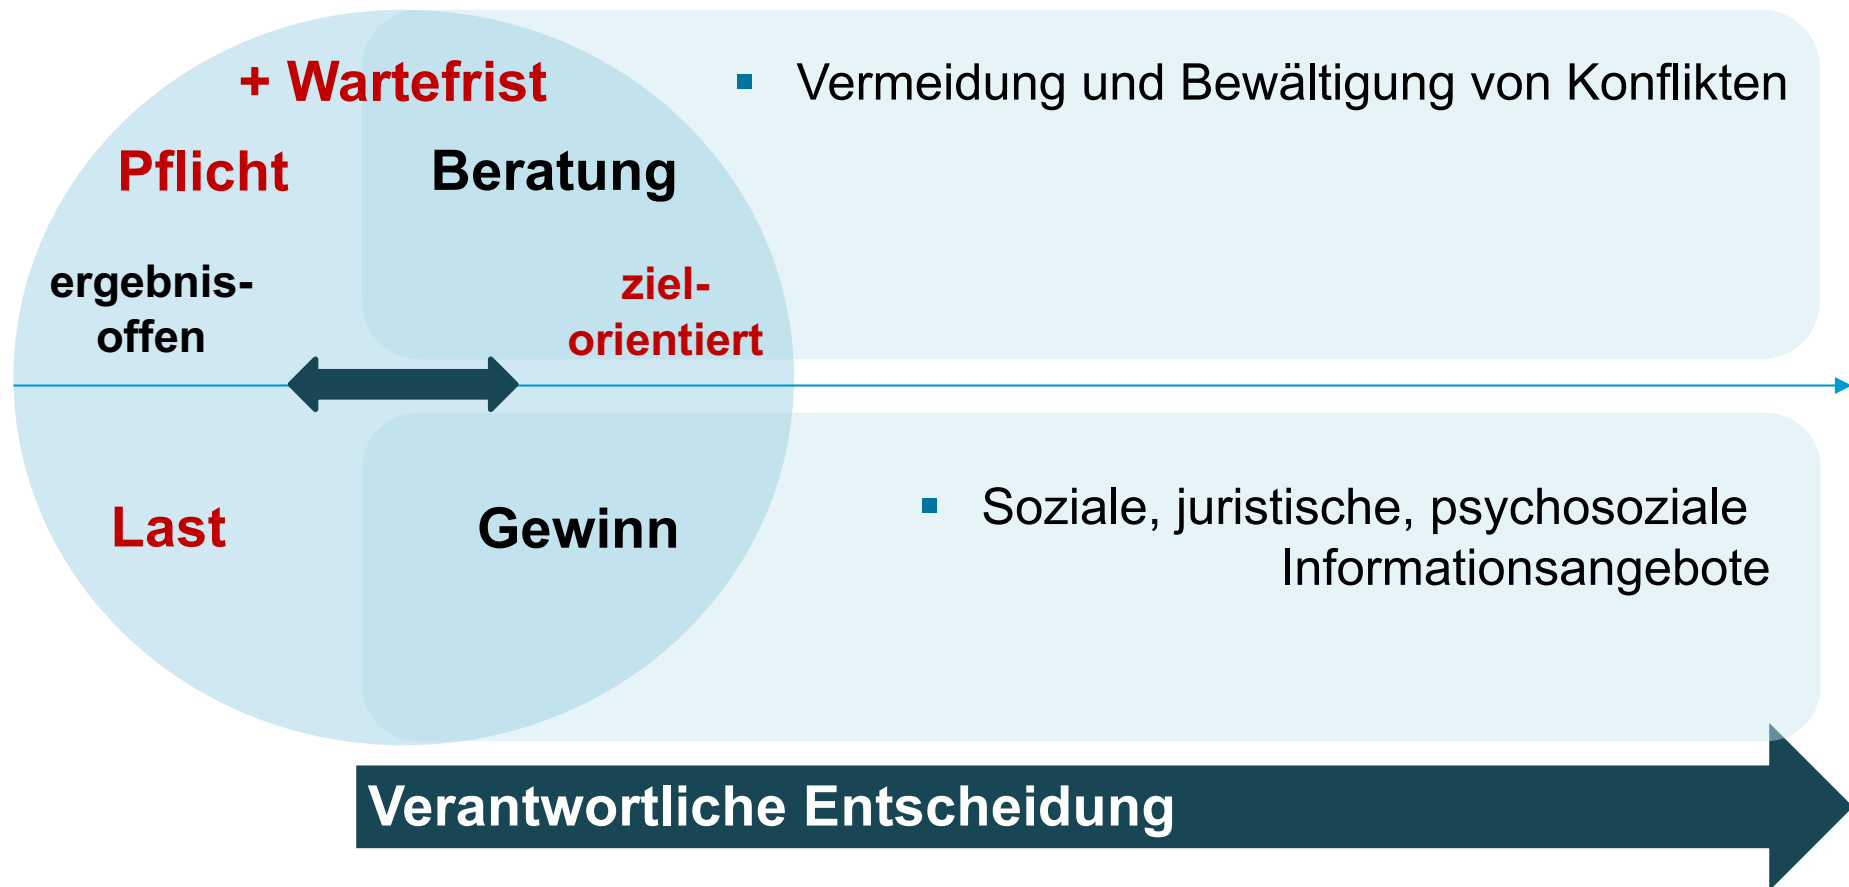 + Wartefrist
Pflicht
Beratung
ergebnis-
offen
ziel-
orientiert
▪ Vermeidung und Bewältigung von Konflikten
Last
Gewinn
▪ Soziale, juristische, psychosoziale
Informationsangebote
Verantwortliche Entscheidung